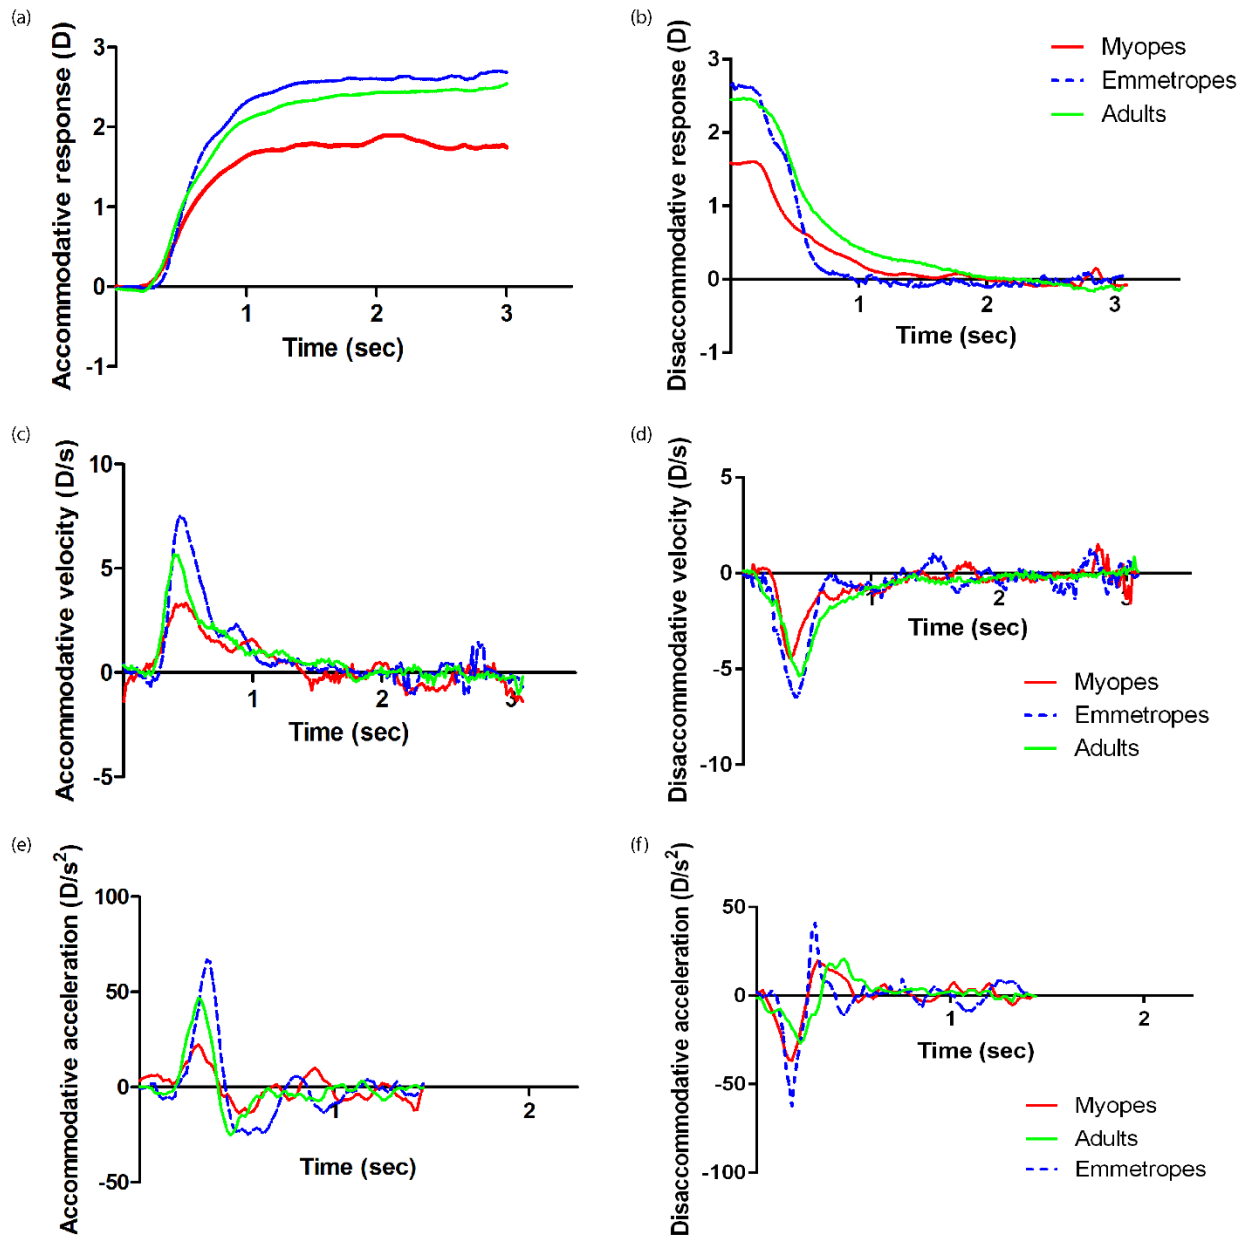 (a)
Accommodative response (D)
3
2
1
0
-1
1
2
3
Time (sec)
(b)
Disaccommodative response (D)
3
2
1
0
-1
1
2
3
Time (sec)
Myopes
Emmetropes
Adults
(c)
Accommodative velocity (D/s)
10
5
0
-5
1
2
3
Time (sec)
(d)
Disaccommodative velocity (D/s)
5
0
-5
-10
1
2
3
Time (sec)
Myopes
Emmetropes
Adults
(e)
Accommodative acceleration (D/s²)
100
50
0
-50
1
2
Time (sec)
(f)
Disaccommodative acceleration (D/s²)
50
0
-50
-100
1
2
Time (sec)
Myopes
Adults
Emmetropes